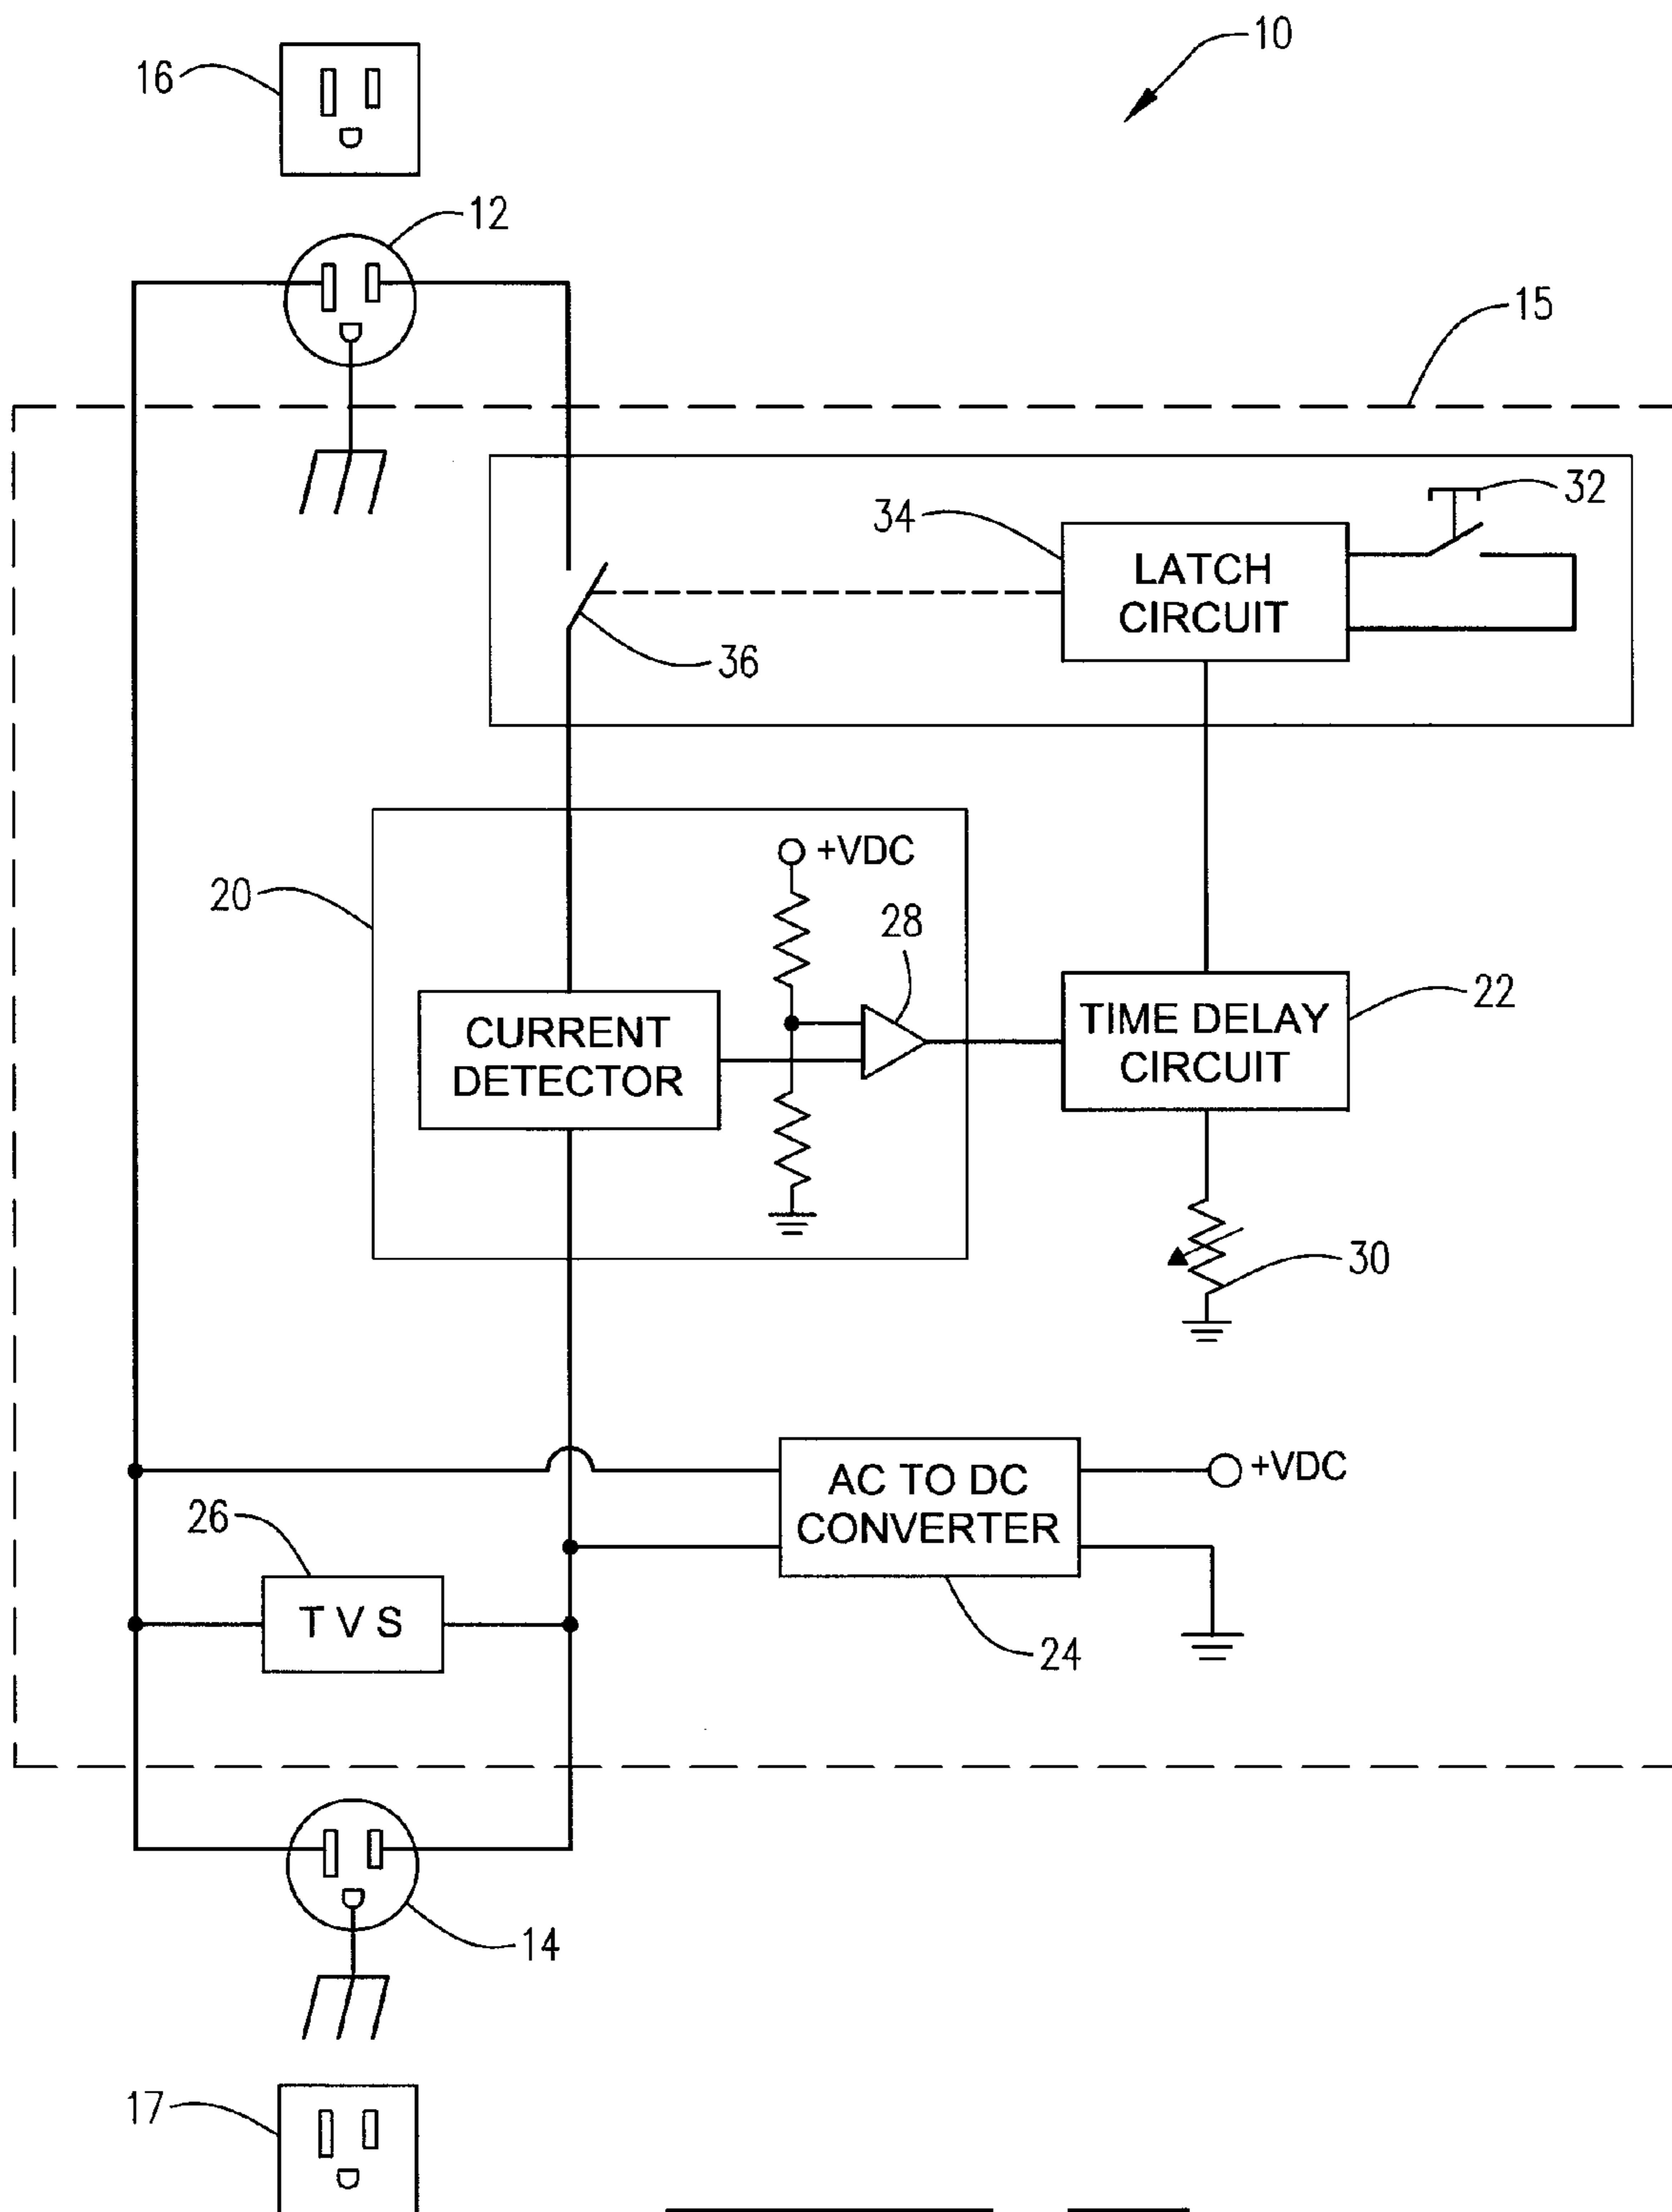 10
16
12
15
34
LATCH
CIRCUIT
32
36
20
+VDC
28
CURRENT
DETECTOR
TIME DELAY
CIRCUIT
22
30
26
TVS
AC TO DC
CONVERTER
+VDC
24
14
17